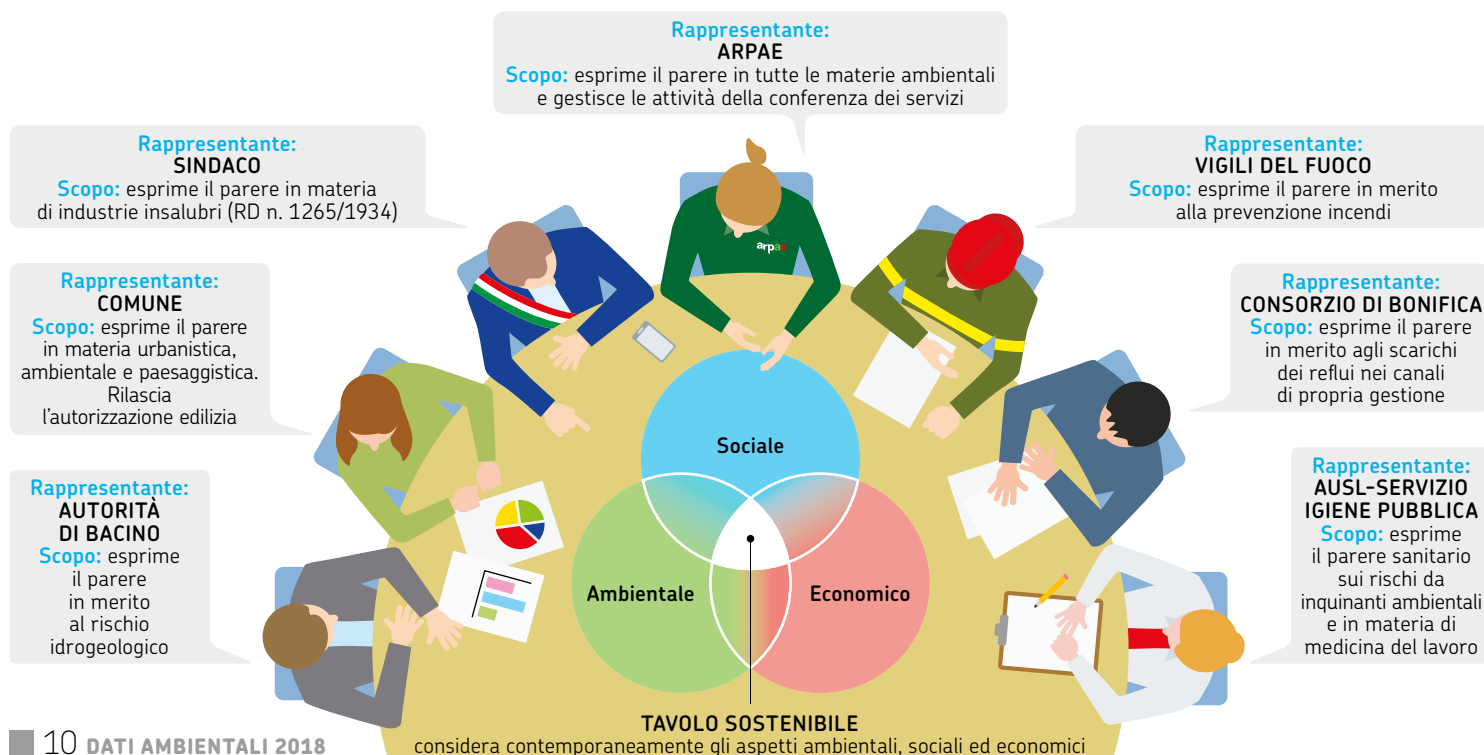 Rappresentante:
ARPAE
Scopo: esprime il parere in tutte le materie ambientali
e gestisce le attività della conferenza dei servizi
Rappresentante:
SINDACO
Scopo: esprime il parere in materia
di industrie insalubri (RD n. 1265/1934)
Rappresentante:
VIGILI DEL FUOCO
Scopo: esprime il parere in merito
alla prevenzione incendi
arpae
Rappresentante:
COMUNE
Scopo: esprime il parere
in materia urbanistica,
ambientale e paesaggistica.
Rilascia
l'autorizzazione edilizia
Rappresentante:
CONSORZIO DI BONIFICA
Scopo: esprime il parere
in merito agli scarichi
dei reflui nei canali
di propria gestione
Rappresentante:
AUTORITÀ
DI BACINO
Scopo: esprime
il parere
in merito
al rischio
idrogeologico
Rappresentante:
AUSL-SERVIZIO
IGIENE PUBBLICA
Scopo: esprime
il parere sanitario
sui rischi da
inquinanti ambientali
e in materia di
medicina del lavoro
Sociale
Ambientale
Economico
TAVOLO SOSTENIBILE
considera contemporaneamente gli aspetti ambientali, sociali ed economici
10 DATI AMBIENTALI 2018